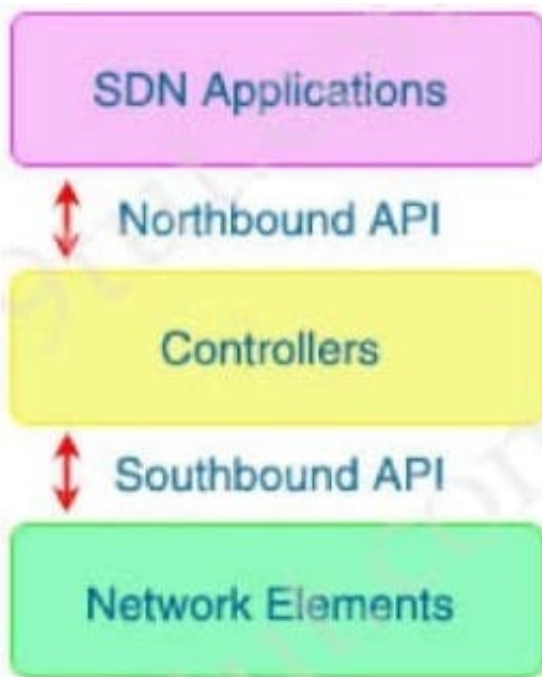 SDN Applications
Northbound API
Controllers
Southbound API
Network Elements